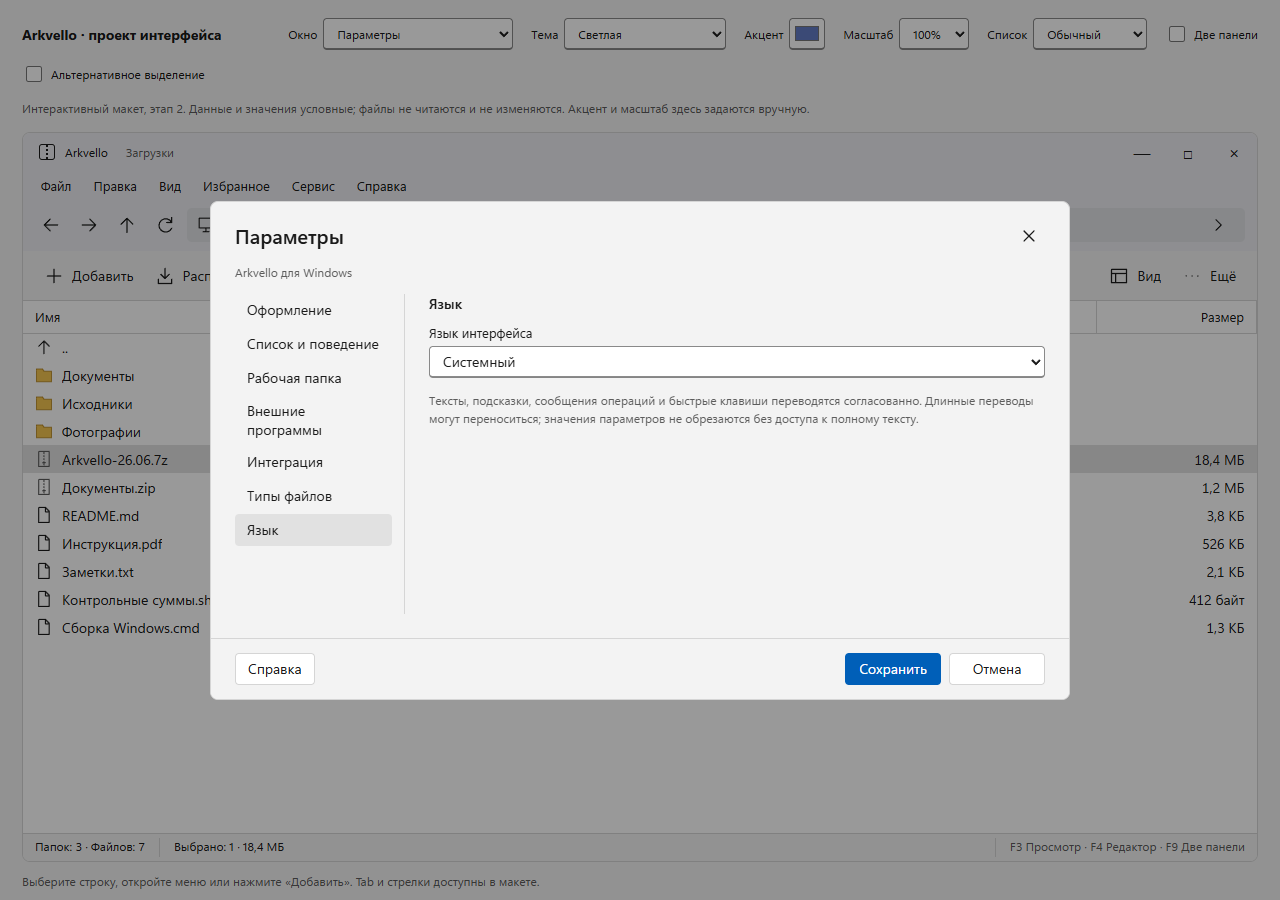 Arkvello · проект интерфейса
Окно Параметры Тема Светлая Акцент Масштаб 100% Список Обычный Две панели
Альтернативное выделение
Интерактивный макет, этап 2. Данные и значения условные; файлы не читаются и не изменяются. Акцент и масштаб здесь задаются вручную.
Arkvello Загрузки
Файл Правка Вид Избранное Сервис Справка
Добавить Расп Вид Ещё
Имя Размер
..
Документы
Исходники
Фотографии
Arkvello-26.06.7z 18,4 МБ
Документы.zip 1,2 МБ
README.md 3,8 КБ
Инструкция.pdf 526 КБ
Заметки.txt 2,1 КБ
Контрольные суммы.sh 412 байт
Сборка Windows.cmd 1,3 КБ
Параметры
Arkvello для Windows
Оформление
Список и поведение
Рабочая папка
Внешние
программы
Интеграция
Типы файлов
Язык
Язык
Язык интерфейса
Системный
Тексты, подсказки, сообщения операций и быстрые клавиши переводятся согласованно. Длинные переводы
могут переноситься; значения параметров не обрезаются без доступа к полному тексту.
Справка Сохранить Отмена
Папок: 3 · Файлов: 7 Выбрано: 1 · 18,4 МБ F3 Просмотр · F4 Редактор · F9 Две панели
Выберите строку, откройте меню или нажмите «Добавить». Tab и стрелки доступны в макете.